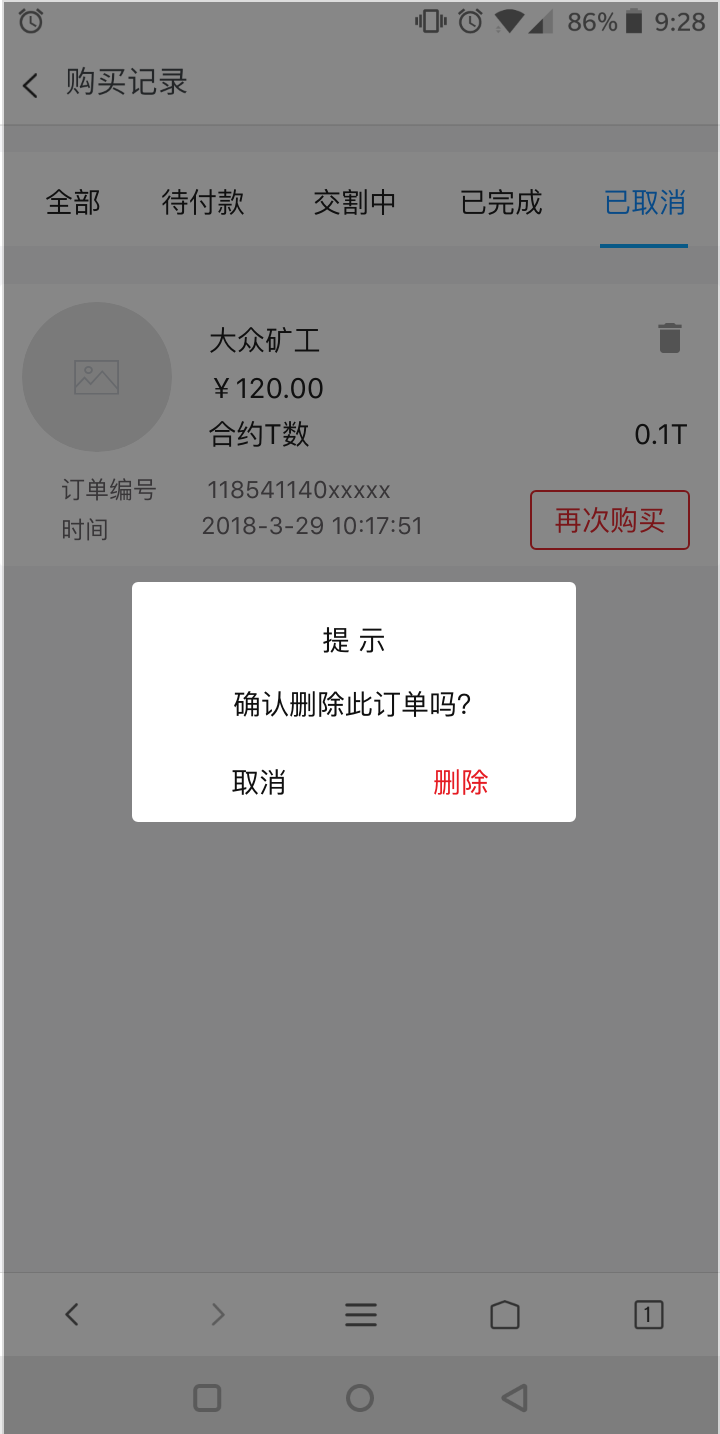 86% 9:28
购买记录
全部 待付款 交割中 已完成 已取消
大众矿工
￥120.00
合约T数 0.1T
订单编号 118541140xxxxx
时间 2018-3-29 10:17:51
再次购买
提 示
确认删除此订单吗?
取消 删除
1